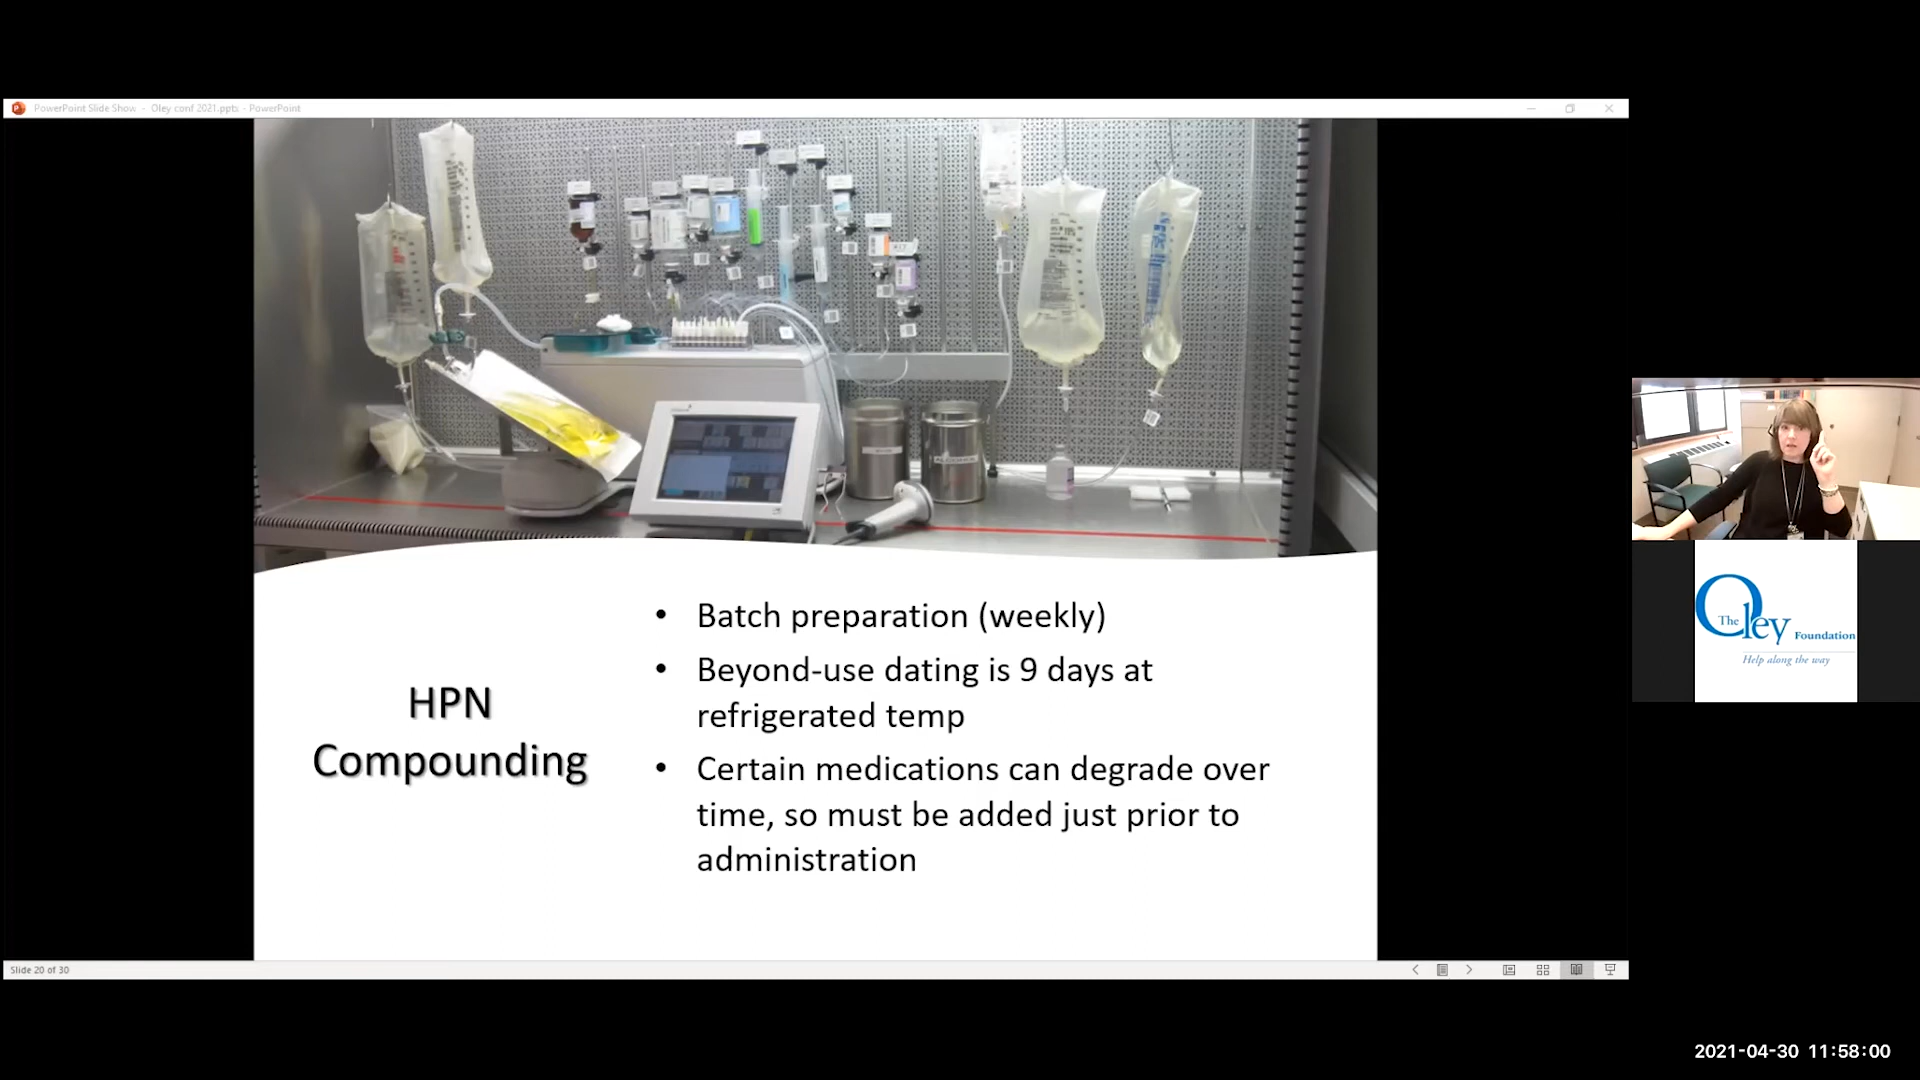 PowerPoint Slide Show - Oley conf 2021.ppts - PowerPoint
HPN
Compounding
• Batch preparation (weekly)
• Beyond-use dating is 9 days at
refrigerated temp
• Certain medications can degrade over
time, so must be added just prior to
administration
Slide 20 of 30
The Oley Foundation
Help along the way
2021-04-30 11:58:00